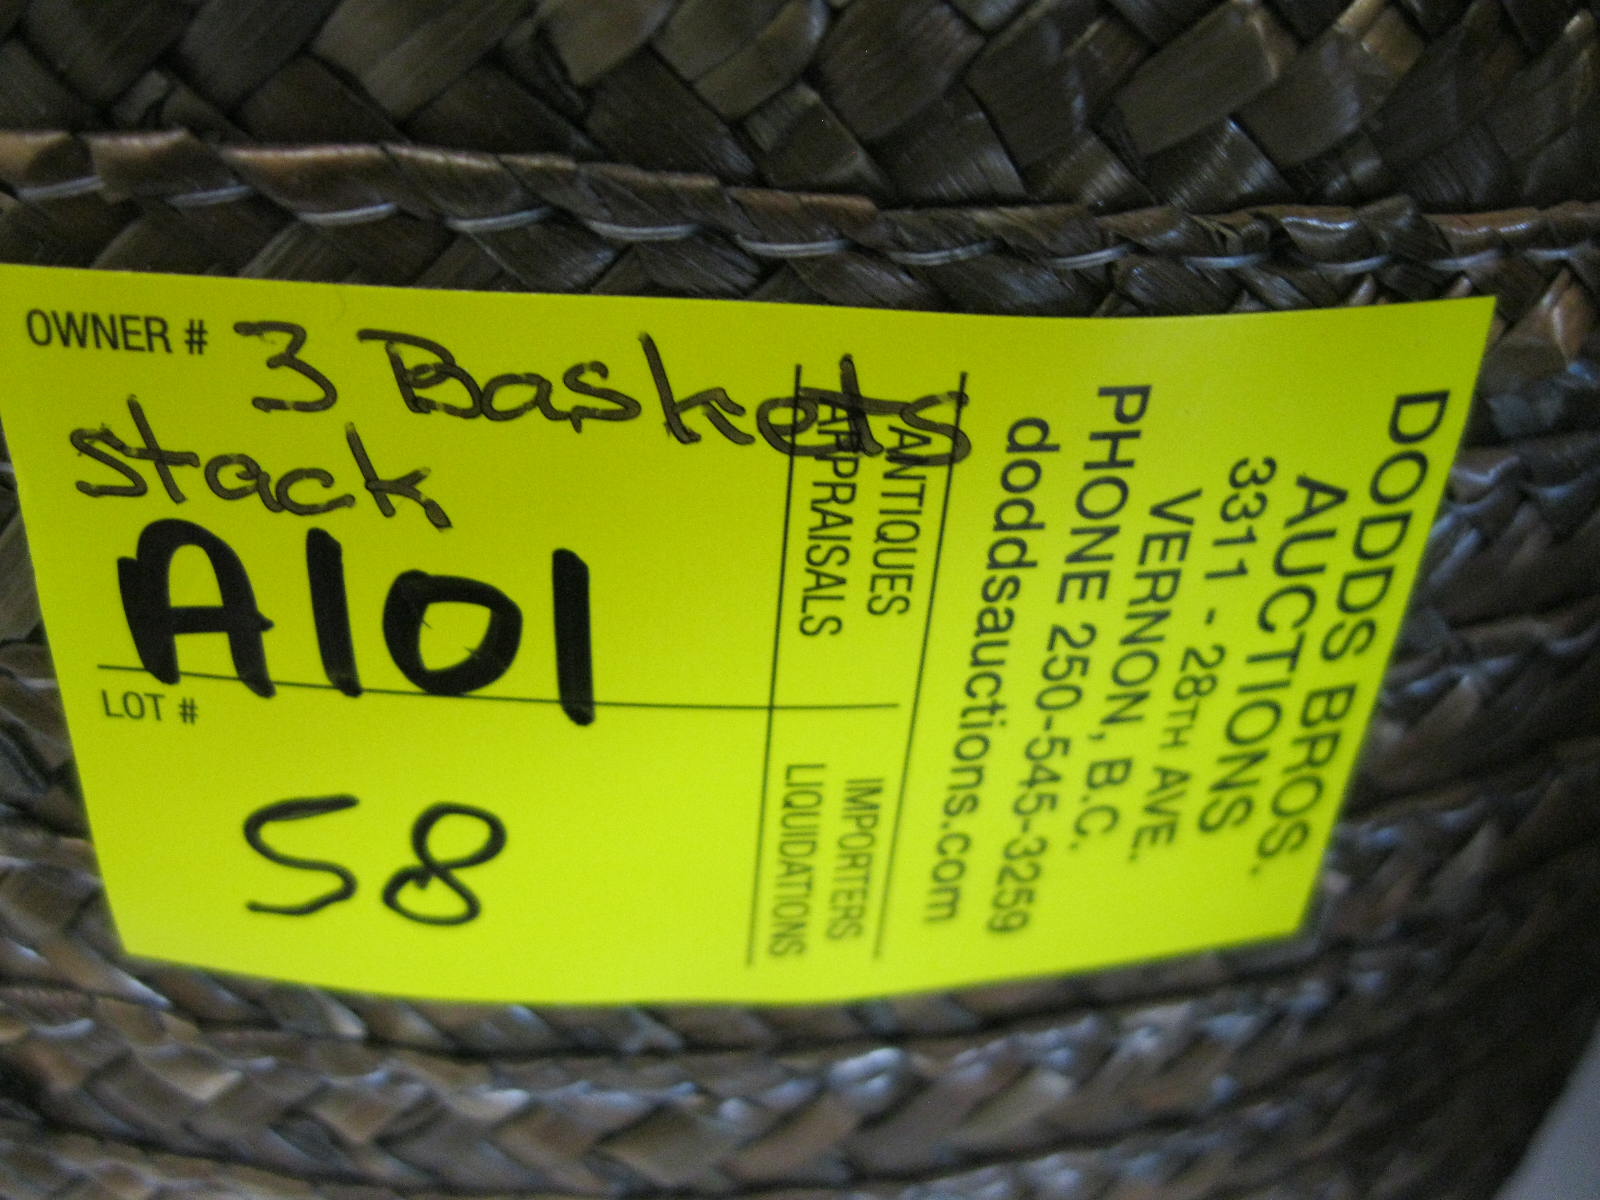 OWNER # 3 Baskets
stack
A101
LOT #
58
ANTIQUES
APPRAISALS
IMPORTERS
LIQUIDATIONS
DODDS BROS.
AUCTIONS
3311 - 28TH AVE.
VERNON, B.C.
PHONE 250-545-3259
doddsauctions.com